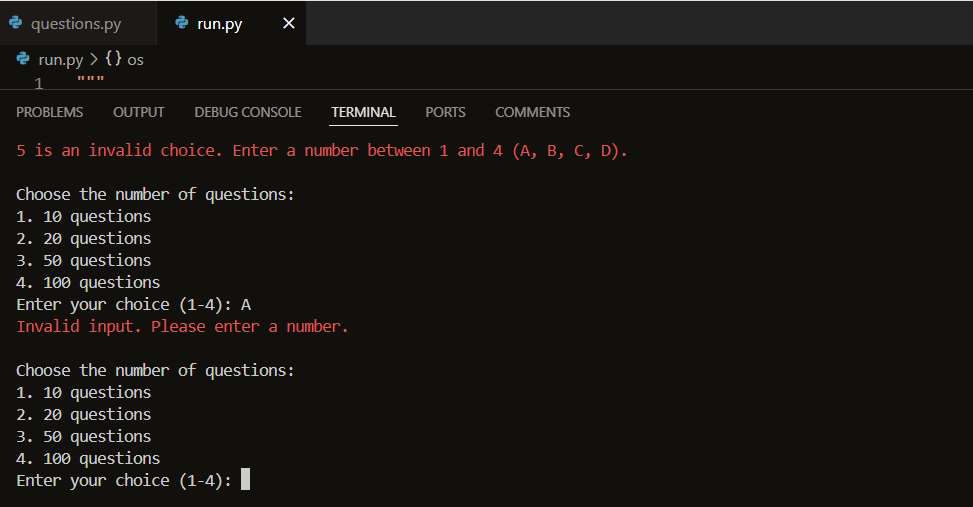 questions.py run.py
run.py > {} os
1 """
PROBLEMS OUTPUT DEBUG CONSOLE TERMINAL PORTS COMMENTS
5 is an invalid choice. Enter a number between 1 and 4 (A, B, C, D).
Choose the number of questions:
1. 10 questions
2. 20 questions
3. 50 questions
4. 100 questions
Enter your choice (1-4): A
Invalid input. Please enter a number.
Choose the number of questions:
1. 10 questions
2. 20 questions
3. 50 questions
4. 100 questions
Enter your choice (1-4):